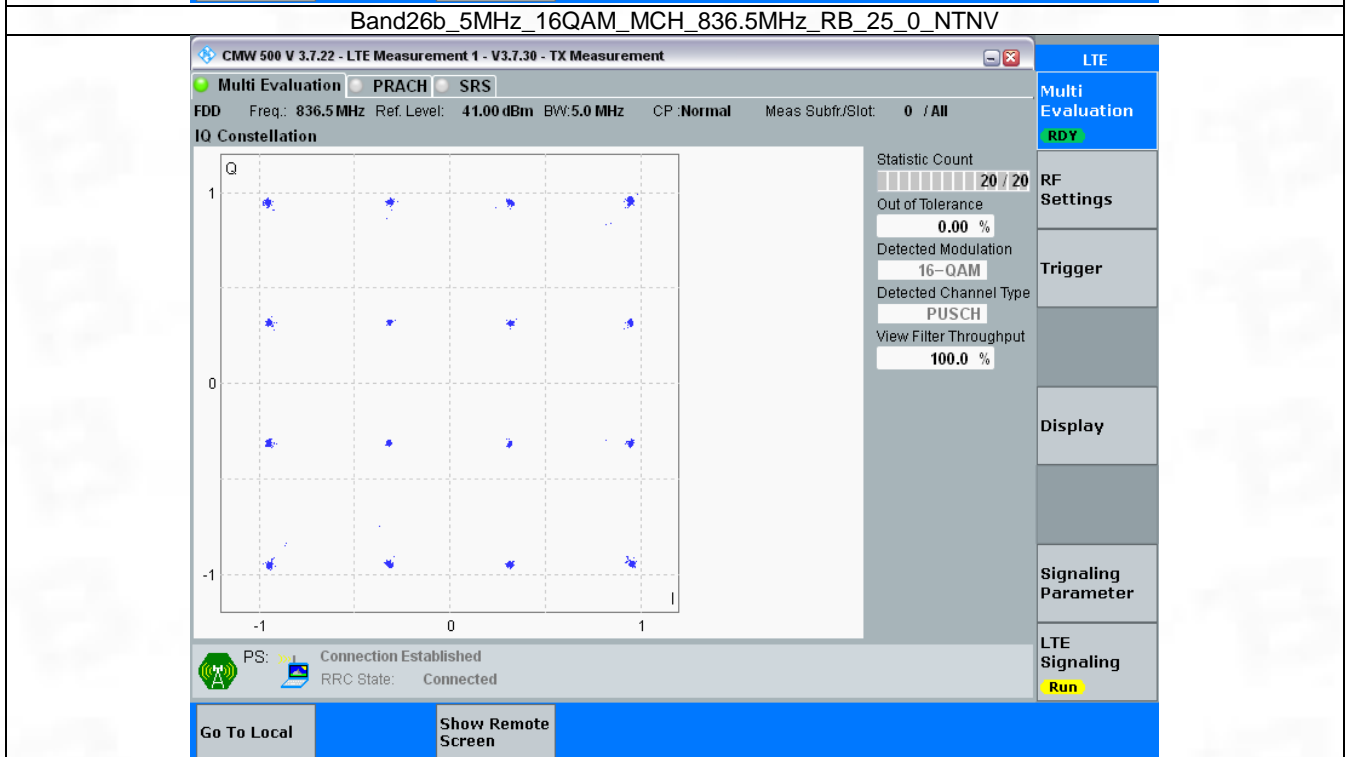 Band26b_5MHz_16QAM_MCH_836.5MHz_RB_25_0_NTNV
CMW 500 V 3.7.22 - LTE Measurement 1 - V3.7.30 - TX Measurement
LTE
Multi Evaluation PRACH SRS
Multi
Evaluation
RDY
FDD Freq.: 836.5 MHz Ref. Level: 41.00 dBm BW:5.0 MHz CP :Normal Meas Subfr./Slot: 0 / All
IQ Constellation
Q
1
0
-1
I
-1 0 1
Statistic Count
20 / 20
Out of Tolerance
0.00 %
Detected Modulation
16-QAM
Detected Channel Type
PUSCH
View Filter Throughput
100.0 %
RF
Settings
Trigger
Display
Signaling
Parameter
LTE
Signaling
Run
PS: Connection Established
RRC State: Connected
Go To Local
Show Remote
Screen